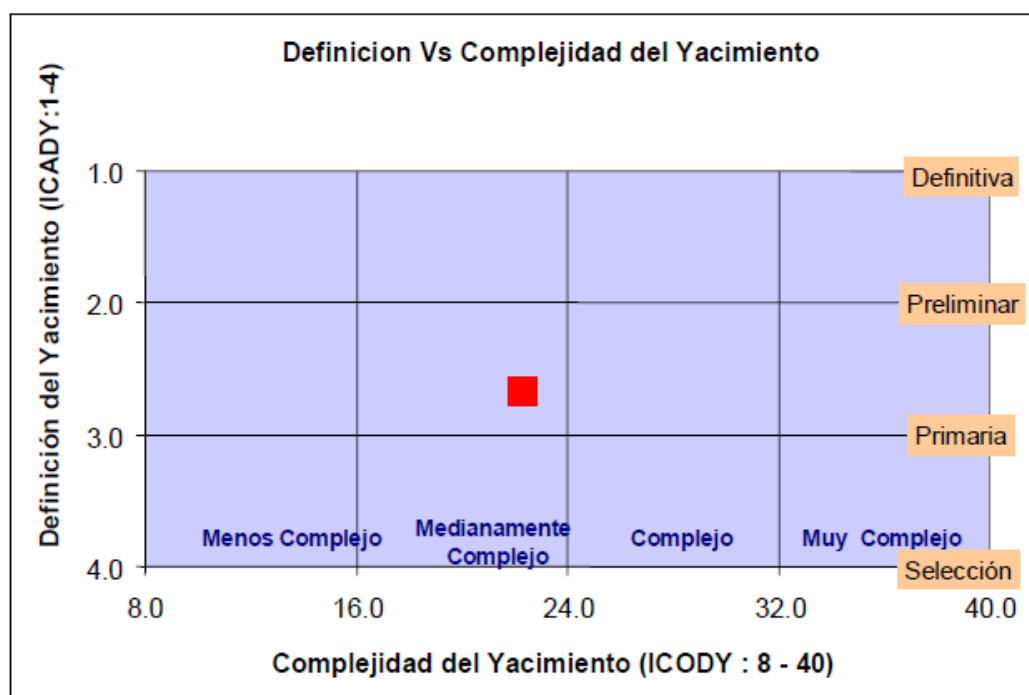 Definicion Vs Complejidad del Yacimiento
Definición del Yacimiento (ICADY:1-4)
1.0
Definitiva
2.0
Preliminar
3.0
Primaria
Menos Complejo
Medianamente
Complejo
Complejo
Muy Complejo
4.0
Selección
8.0
16.0
24.0
32.0
40.0
Complejidad del Yacimiento (ICODY : 8 - 40)